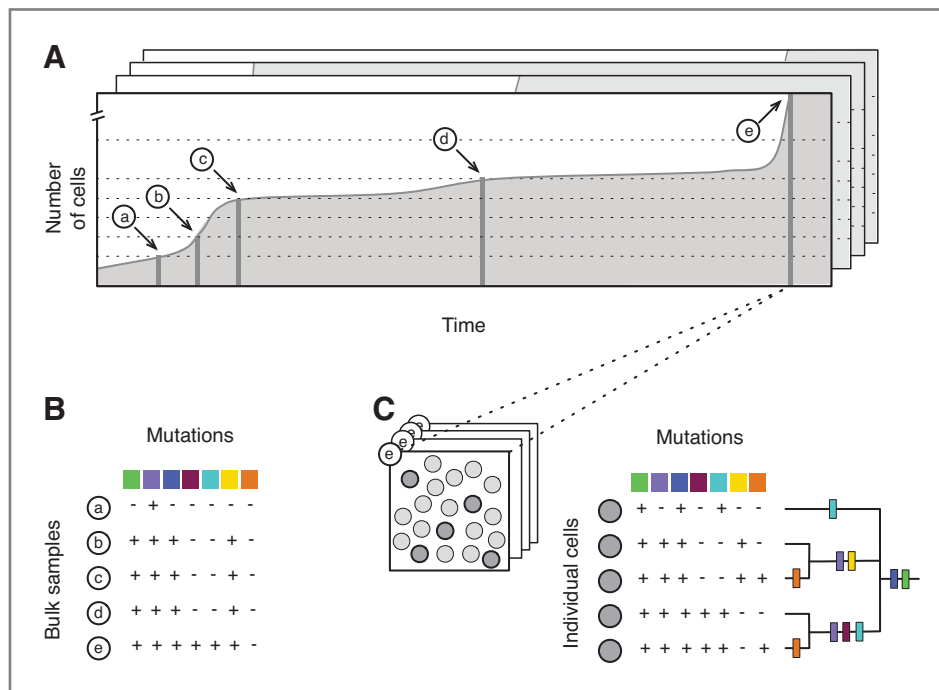 A
Number
of cells
a
b
c
d
e
Time
B
Mutations
Bulk samples
a - + - - - - -
b + + + - - + -
c + + + - - + -
d + + + - - + -
e + + + + + + -
C
e
e
e
e
Mutations
Individual cells
+ - + - + - -
+ + + - - + -
+ + + - - + +
+ + + + + - -
+ + + + + - +